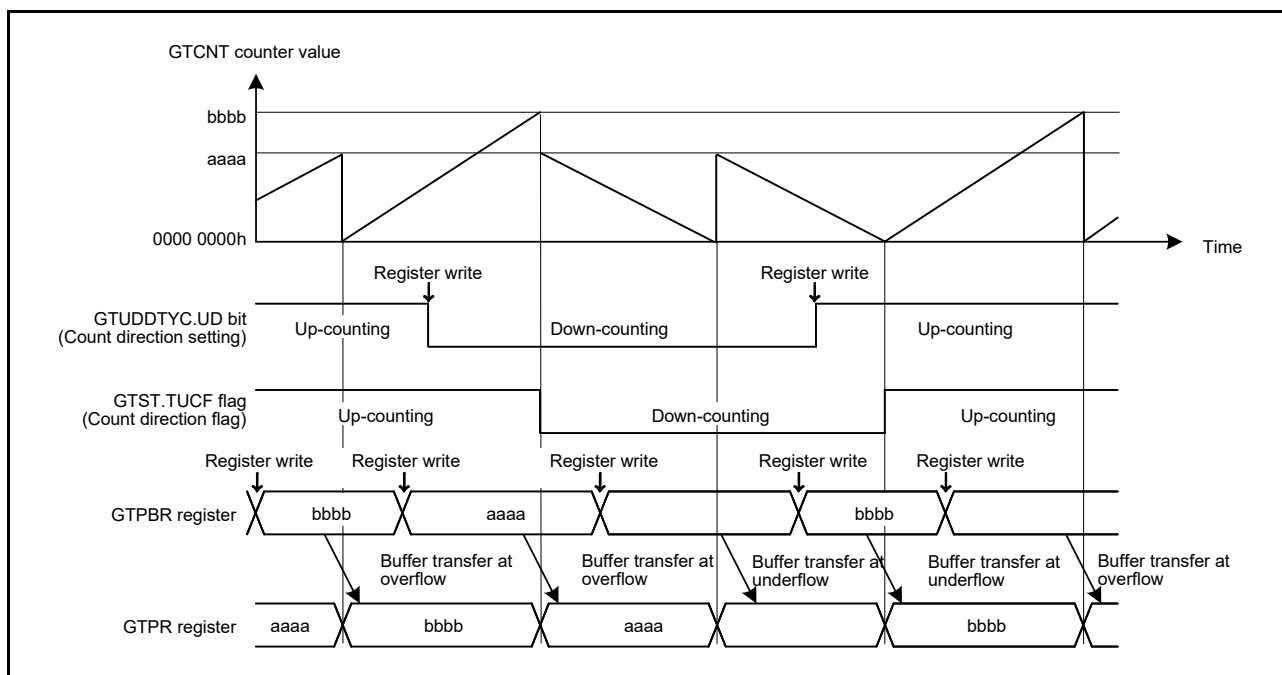 GTCNT counter value
bbbb
aaaa
0000 0000h
Time
Register write
Register write
GTUDDTYC.UD bit
(Count direction setting)
Up-counting
Down-counting
Up-counting
GTST.TUCF flag
(Count direction flag)
Up-counting
Down-counting
Up-counting
Register write
Register write
Register write
Register write
Register write
GTPBR register
bbbb
aaaa
bbbb
Buffer transfer at
overflow
Buffer transfer at
overflow
Buffer transfer at
underflow
Buffer transfer at
underflow
Buffer transfer at
overflow
GTPR register
aaaa
bbbb
aaaa
bbbb